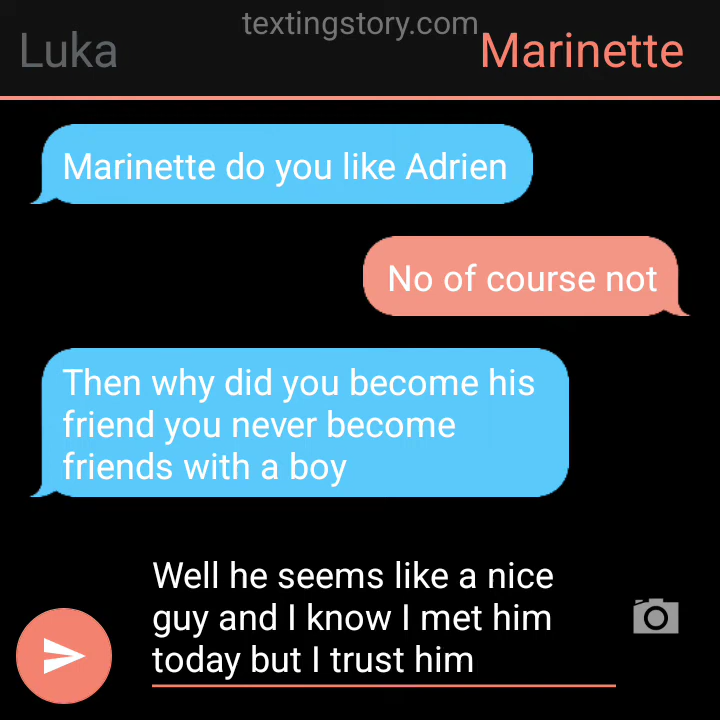 textingstory.com
Luka
Marinette
Marinette do you like Adrien
No of course not
Then why did you become his
friend you never become
friends with a boy
Well he seems like a nice
guy and I know I met him
today but I trust him